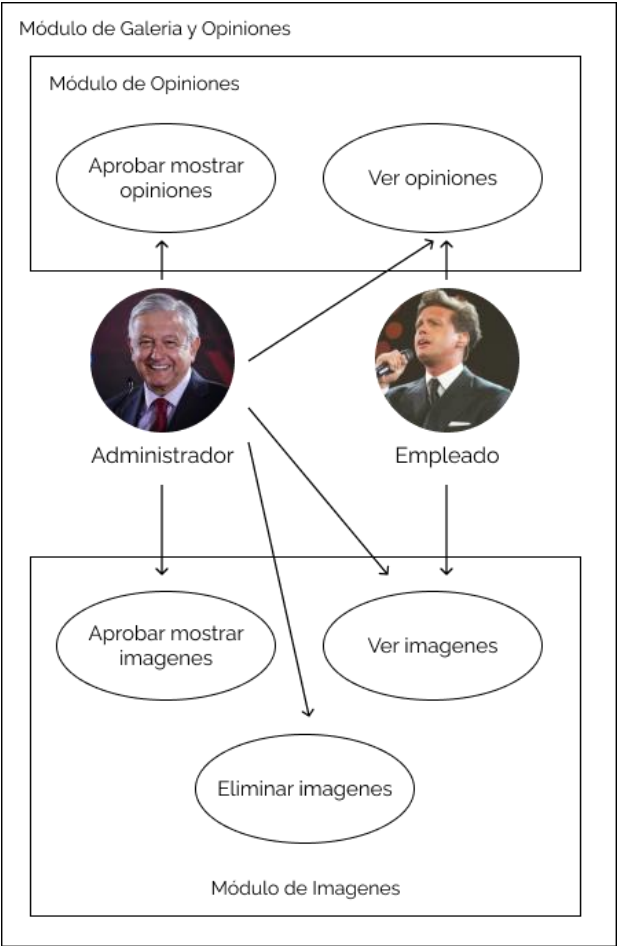 Módulo de Galeria y Opiniones
Módulo de Opiniones
Aprobar mostrar
opiniones
Ver opiniones
Administrador
Empleado
Aprobar mostrar
imagenes
Ver imagenes
Eliminar imagenes
Módulo de Imagenes